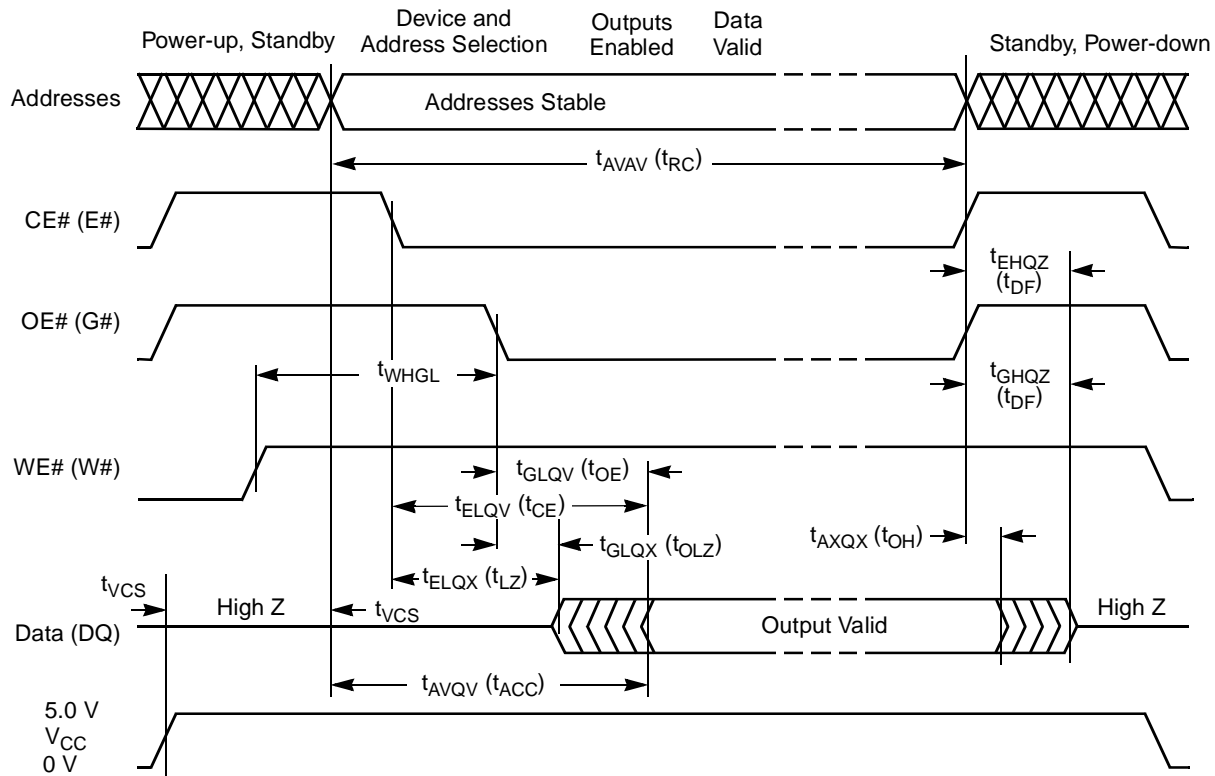 Power-up, Standby
Device and
Address Selection
Outputs
Enabled
Data
Valid
Standby, Power-down
Addresses
Addresses Stable
tAVAV (tRC)
CE# (E#)
tEHQZ
(tDF)
OE# (G#)
tWHGL
tGHQZ
(tDF)
WE# (W#)
tGLQV (tOE)
tELQV (tCE)
tGLQX (tOLZ)
tAXQX (tOH)
tELQX (tLZ)
tVCS
High Z
tVCS
Data (DQ)
Output Valid
High Z
tAVQV (tACC)
5.0 V
VCC
0 V